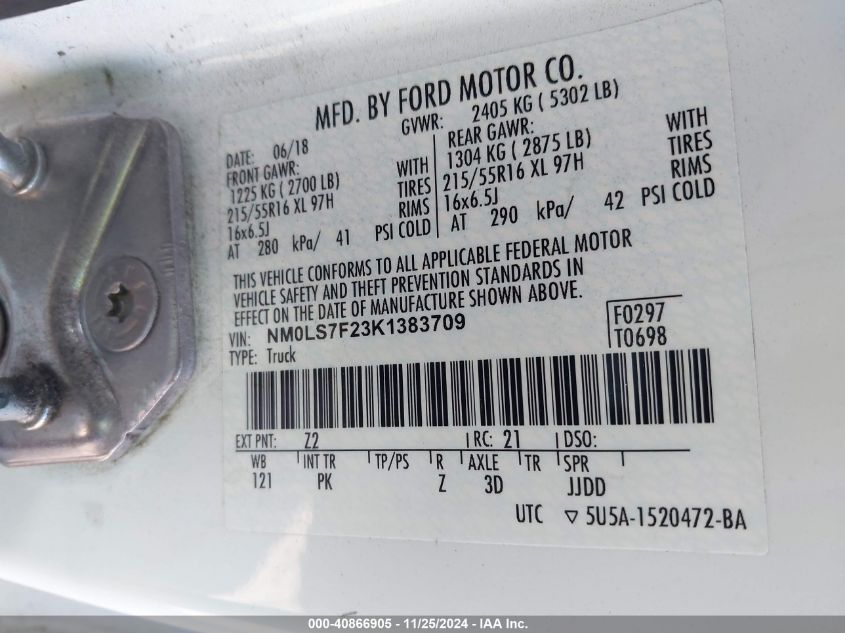 MFD. BY FORD MOTOR CO.
DATE: 06/18 GVWR: 2405 KG ( 5302 LB)
FRONT GAWR: REAR GAWR:
1225 KG ( 2700 LB) WITH 1304 KG ( 2875 LB) WITH
215/55R16 XL 97H TIRES 215/55R16 XL 97H TIRES
16x6.5J RIMS 16x6.5J RIMS
AT 280 kPa/ 41 PSI COLD AT 290 kPa/ 42 PSI COLD
THIS VEHICLE CONFORMS TO ALL APPLICABLE FEDERAL MOTOR
VEHICLE SAFETY AND THEFT PREVENTION STANDARDS IN
EFFECT ON THE DATE OF MANUFACTURE SHOWN ABOVE.
VIN: NM0LS7F23K1383709 F0297
TYPE: Truck T0698
EXT PNT: Z2 RC: 21 DSO:
WB INT TR TP/PS R AXLE TR SPR
121 PK Z 3D JJDD
UTC ▽ 5U5A-1520472-BA
000-40866905 - 11/25/2024 - IAA Inc.